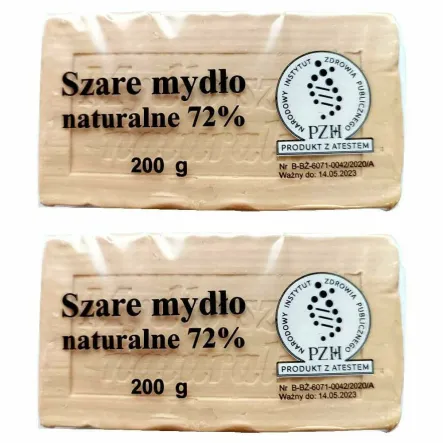 Szare mydło
naturalne 72%
200 g
NARODOWY INSTYTUT ZDROWIA PUBLICZNEGO
PZH
PRODUKT Z ATESTEM
Nr B-BŻ-6071-0042/2020/A
Ważny do: 14.05.2023
Szare mydło
naturalne 72%
200 g
NARODOWY INSTYTUT ZDROWIA PUBLICZNEGO
PZH
PRODUKT Z ATESTEM
Nr B-BŻ-6071-0042/2020/A
Ważny do: 14.05.2023